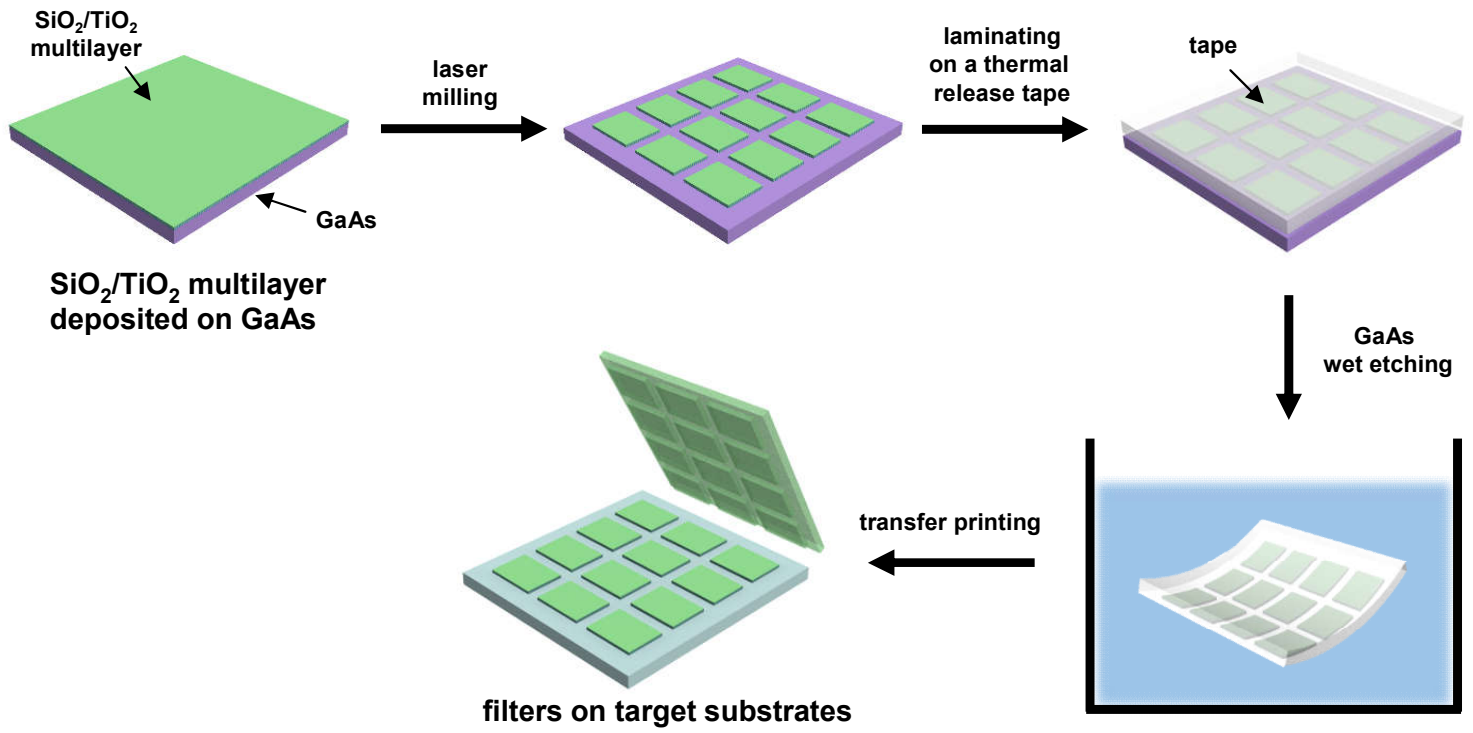 SiO₂/TiO₂
multilayer
GaAs
SiO₂/TiO₂ multilayer
deposited on GaAs
laser
milling
laminating
on a thermal
release tape
tape
GaAs
wet etching
transfer printing
filters on target substrates